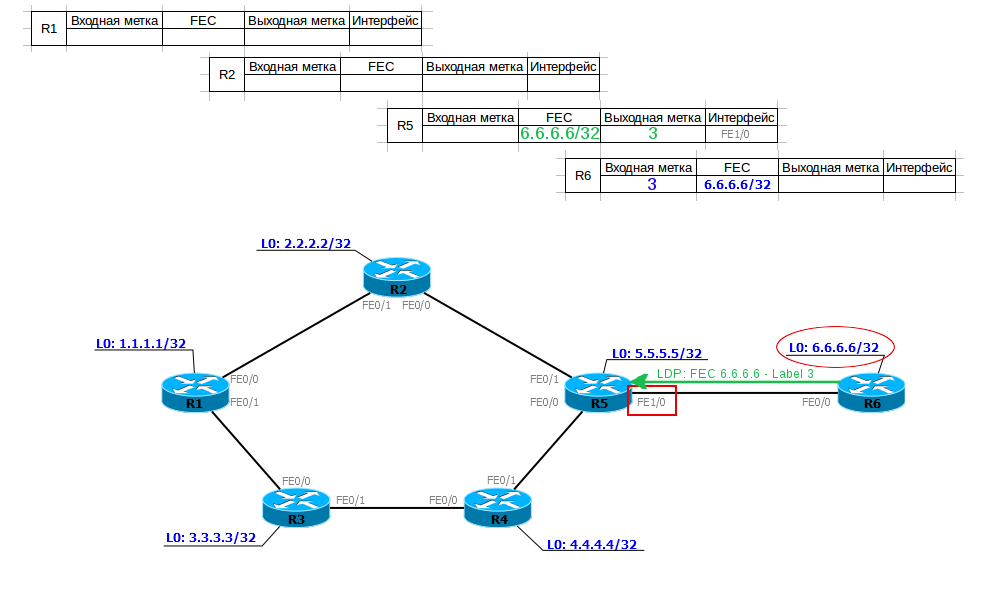 R1 Входная метка FEC Выходная метка Интерфейс
R2 Входная метка FEC Выходная метка Интерфейс
R5 Входная метка FEC Выходная метка Интерфейс
6.6.6.6/32 3 FE1/0
R6 Входная метка FEC Выходная метка Интерфейс
3 6.6.6.6/32
L0: 2.2.2.2/32
R2
FE0/1 FE0/0
L0: 1.1.1.1/32
L0: 5.5.5.5/32
L0: 6.6.6.6/32
LDP: FEC 6.6.6.6 - Label 3
FE0/0
R1
FE0/1
FE0/1
FE0/0
R5
FE1/0
FE0/0
R6
FE0/0
R3
FE0/1
FE0/0
FE0/1
R4
L0: 3.3.3.3/32
L0: 4.4.4.4/32